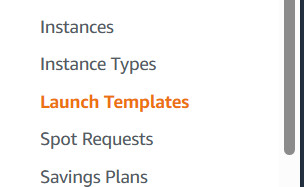 Instances
Instance Types
Launch Templates
Spot Requests
Savings Plans